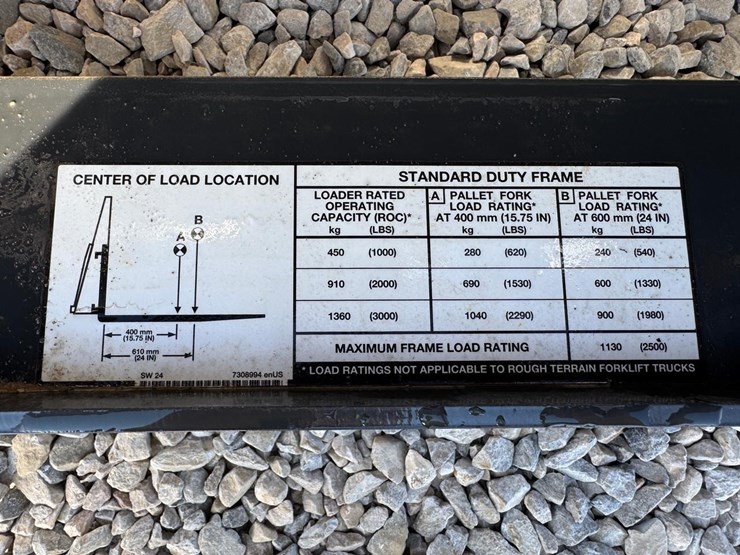 CENTER OF LOAD LOCATION
B
A
400 mm
(15.75 IN)
610 mm
(24 IN)
SW 24 7308994 enUS
STANDARD DUTY FRAME
LOADER RATED
OPERATING
CAPACITY (ROC)*
kg (LBS)
A PALLET FORK
LOAD RATING*
AT 400 mm (15.75 IN)
kg (LBS)
B PALLET FORK
LOAD RATING*
AT 600 mm (24 IN)
kg (LBS)
450 (1000) 280 (620) 240 (540)
910 (2000) 690 (1530) 600 (1330)
1360 (3000) 1040 (2290) 900 (1980)
MAXIMUM FRAME LOAD RATING 1130 (2500)
* LOAD RATINGS NOT APPLICABLE TO ROUGH TERRAIN FORKLIFT TRUCKS